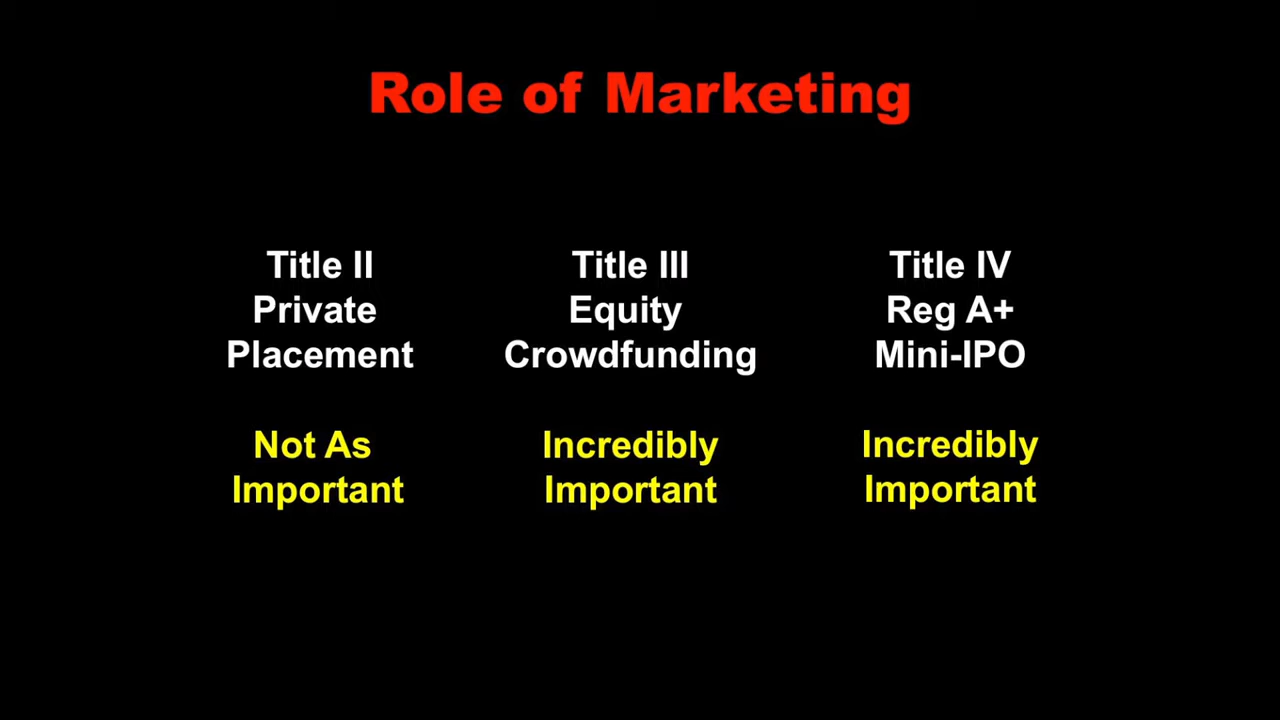 Role of Marketing
Title II
Private
Placement
Not As
Important
Title III
Equity
Crowdfunding
Incredibly
Important
Title IV
Reg A+
Mini-IPO
Incredibly
Important